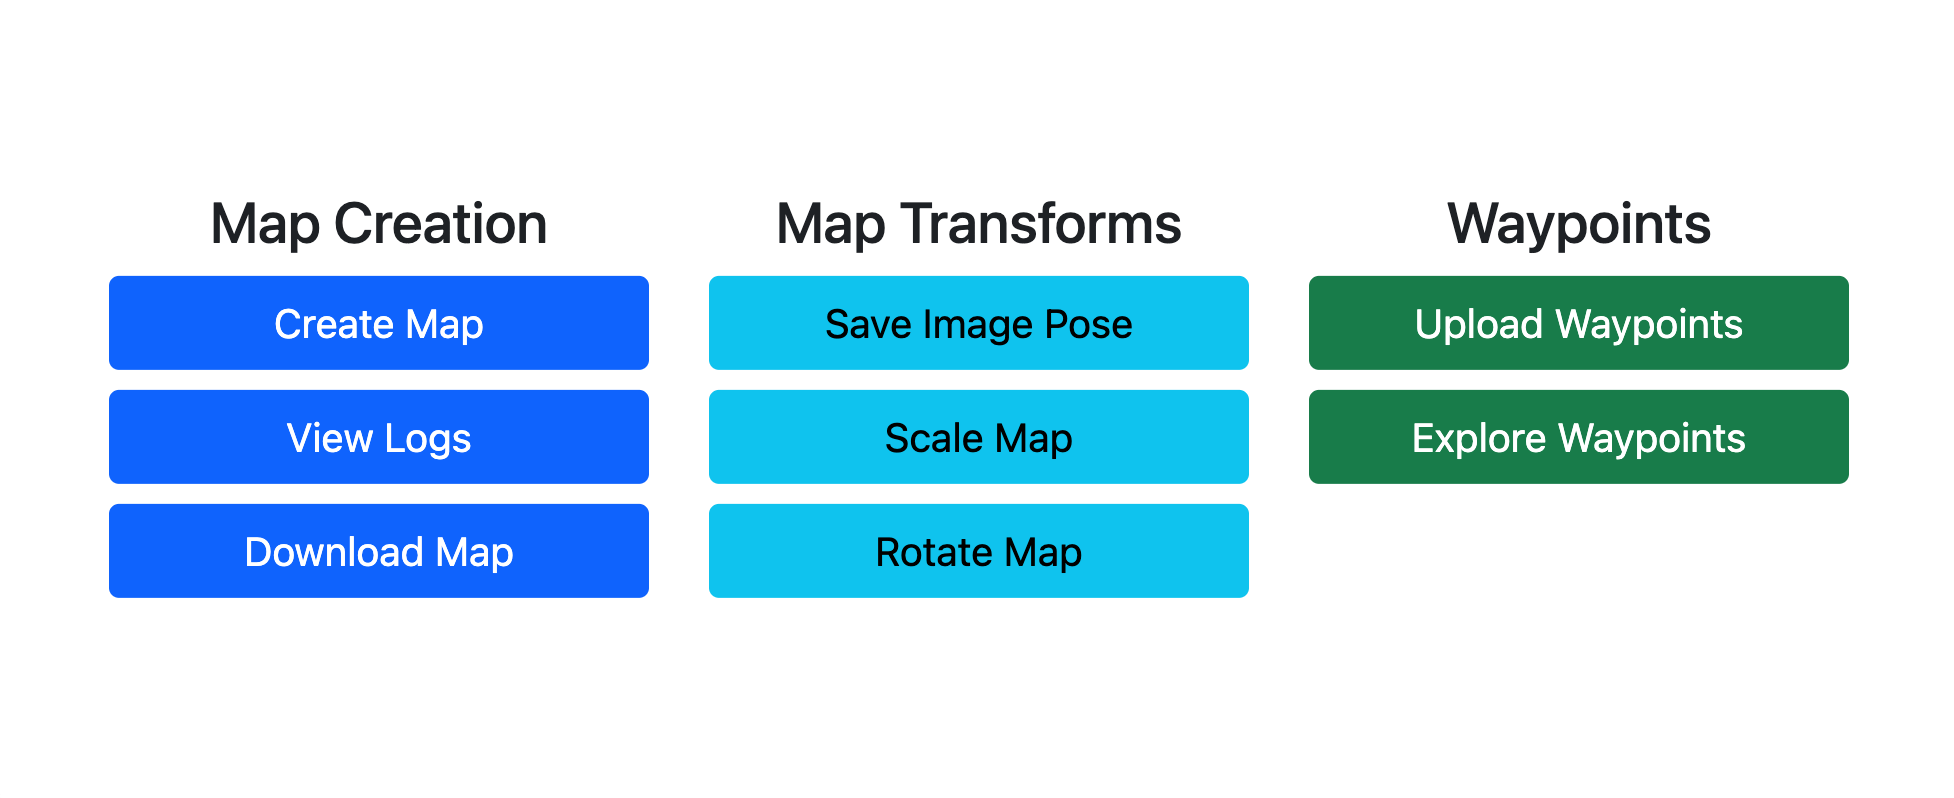 Map Creation
Create Map
View Logs
Download Map
Map Transforms
Save Image Pose
Scale Map
Rotate Map
Waypoints
Upload Waypoints
Explore Waypoints